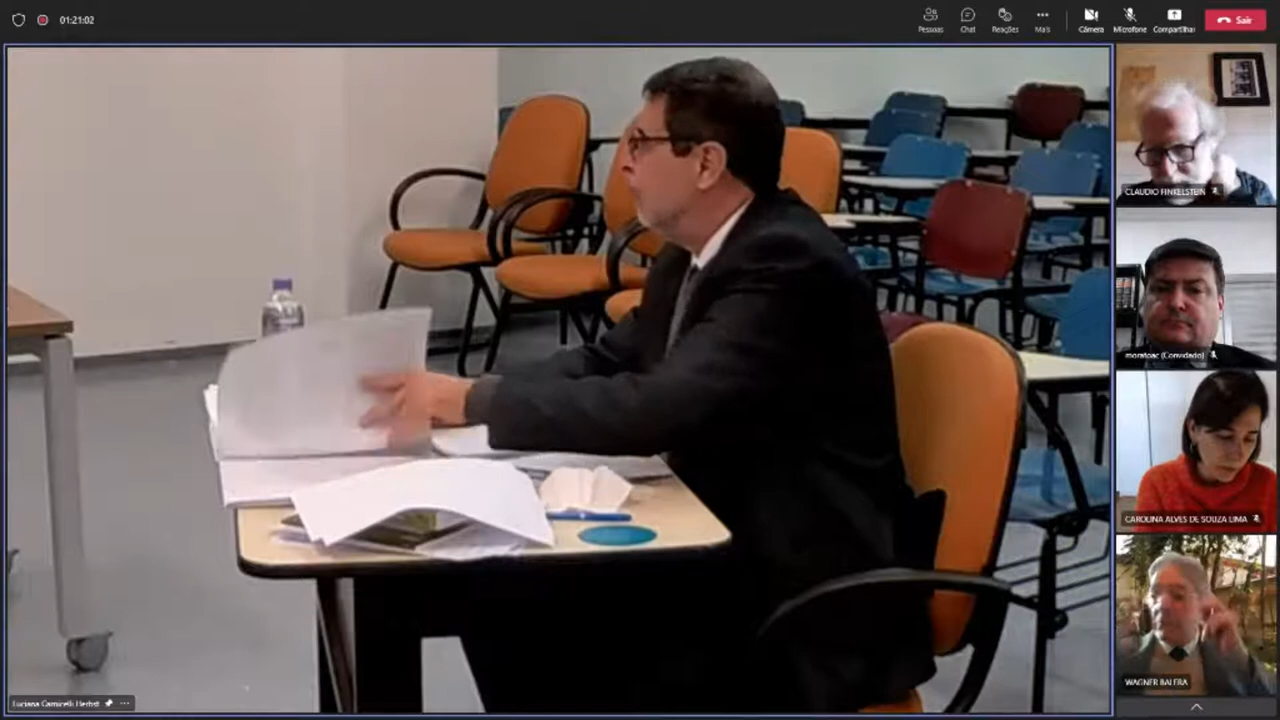 01:21:02
Pessoas
Chat
Reações
Mais
Câmera
Microfone
Compartilhar
Sair
CLAUDIO FINKELSTEIN
moratoac (Convidado)
CAROLINA ALVES DE SOUZA LIMA
WAGNER BALERA
Luciana Camicelli Herbst